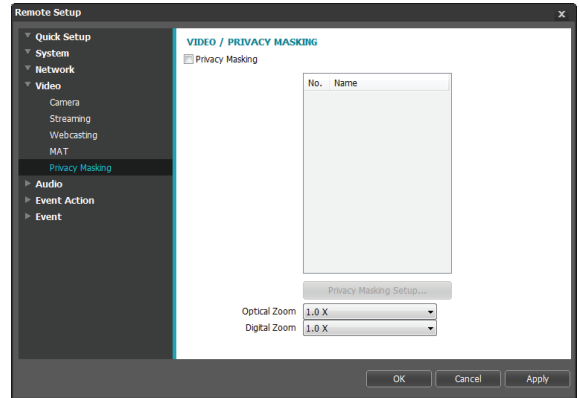 Remote Setup
x
Quick Setup
System
Network
Video
Camera
Streaming
Webcasting
MAT
Privacy Masking
Audio
Event Action
Event
VIDEO / PRIVACY MASKING
Privacy Masking
No. Name
Privacy Masking Setup...
Optical Zoom 1.0 X
Digital Zoom 1.0 X
OK Cancel Apply